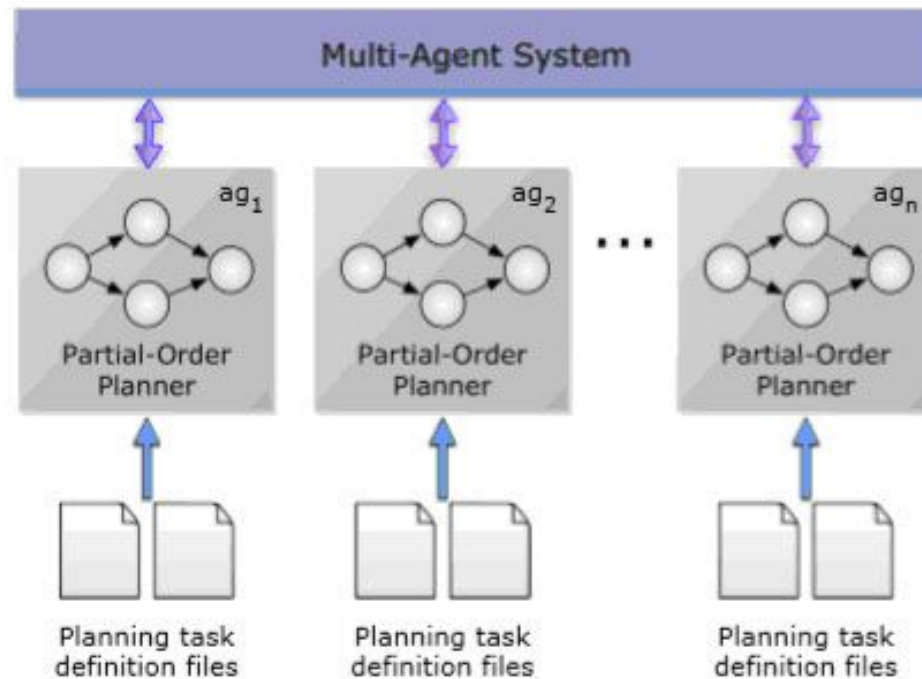 Multi-Agent System
ag1
ag2
agn
...
Partial-Order
Planner
Partial-Order
Planner
Partial-Order
Planner
Planning task
definition files
Planning task
definition files
Planning task
definition files